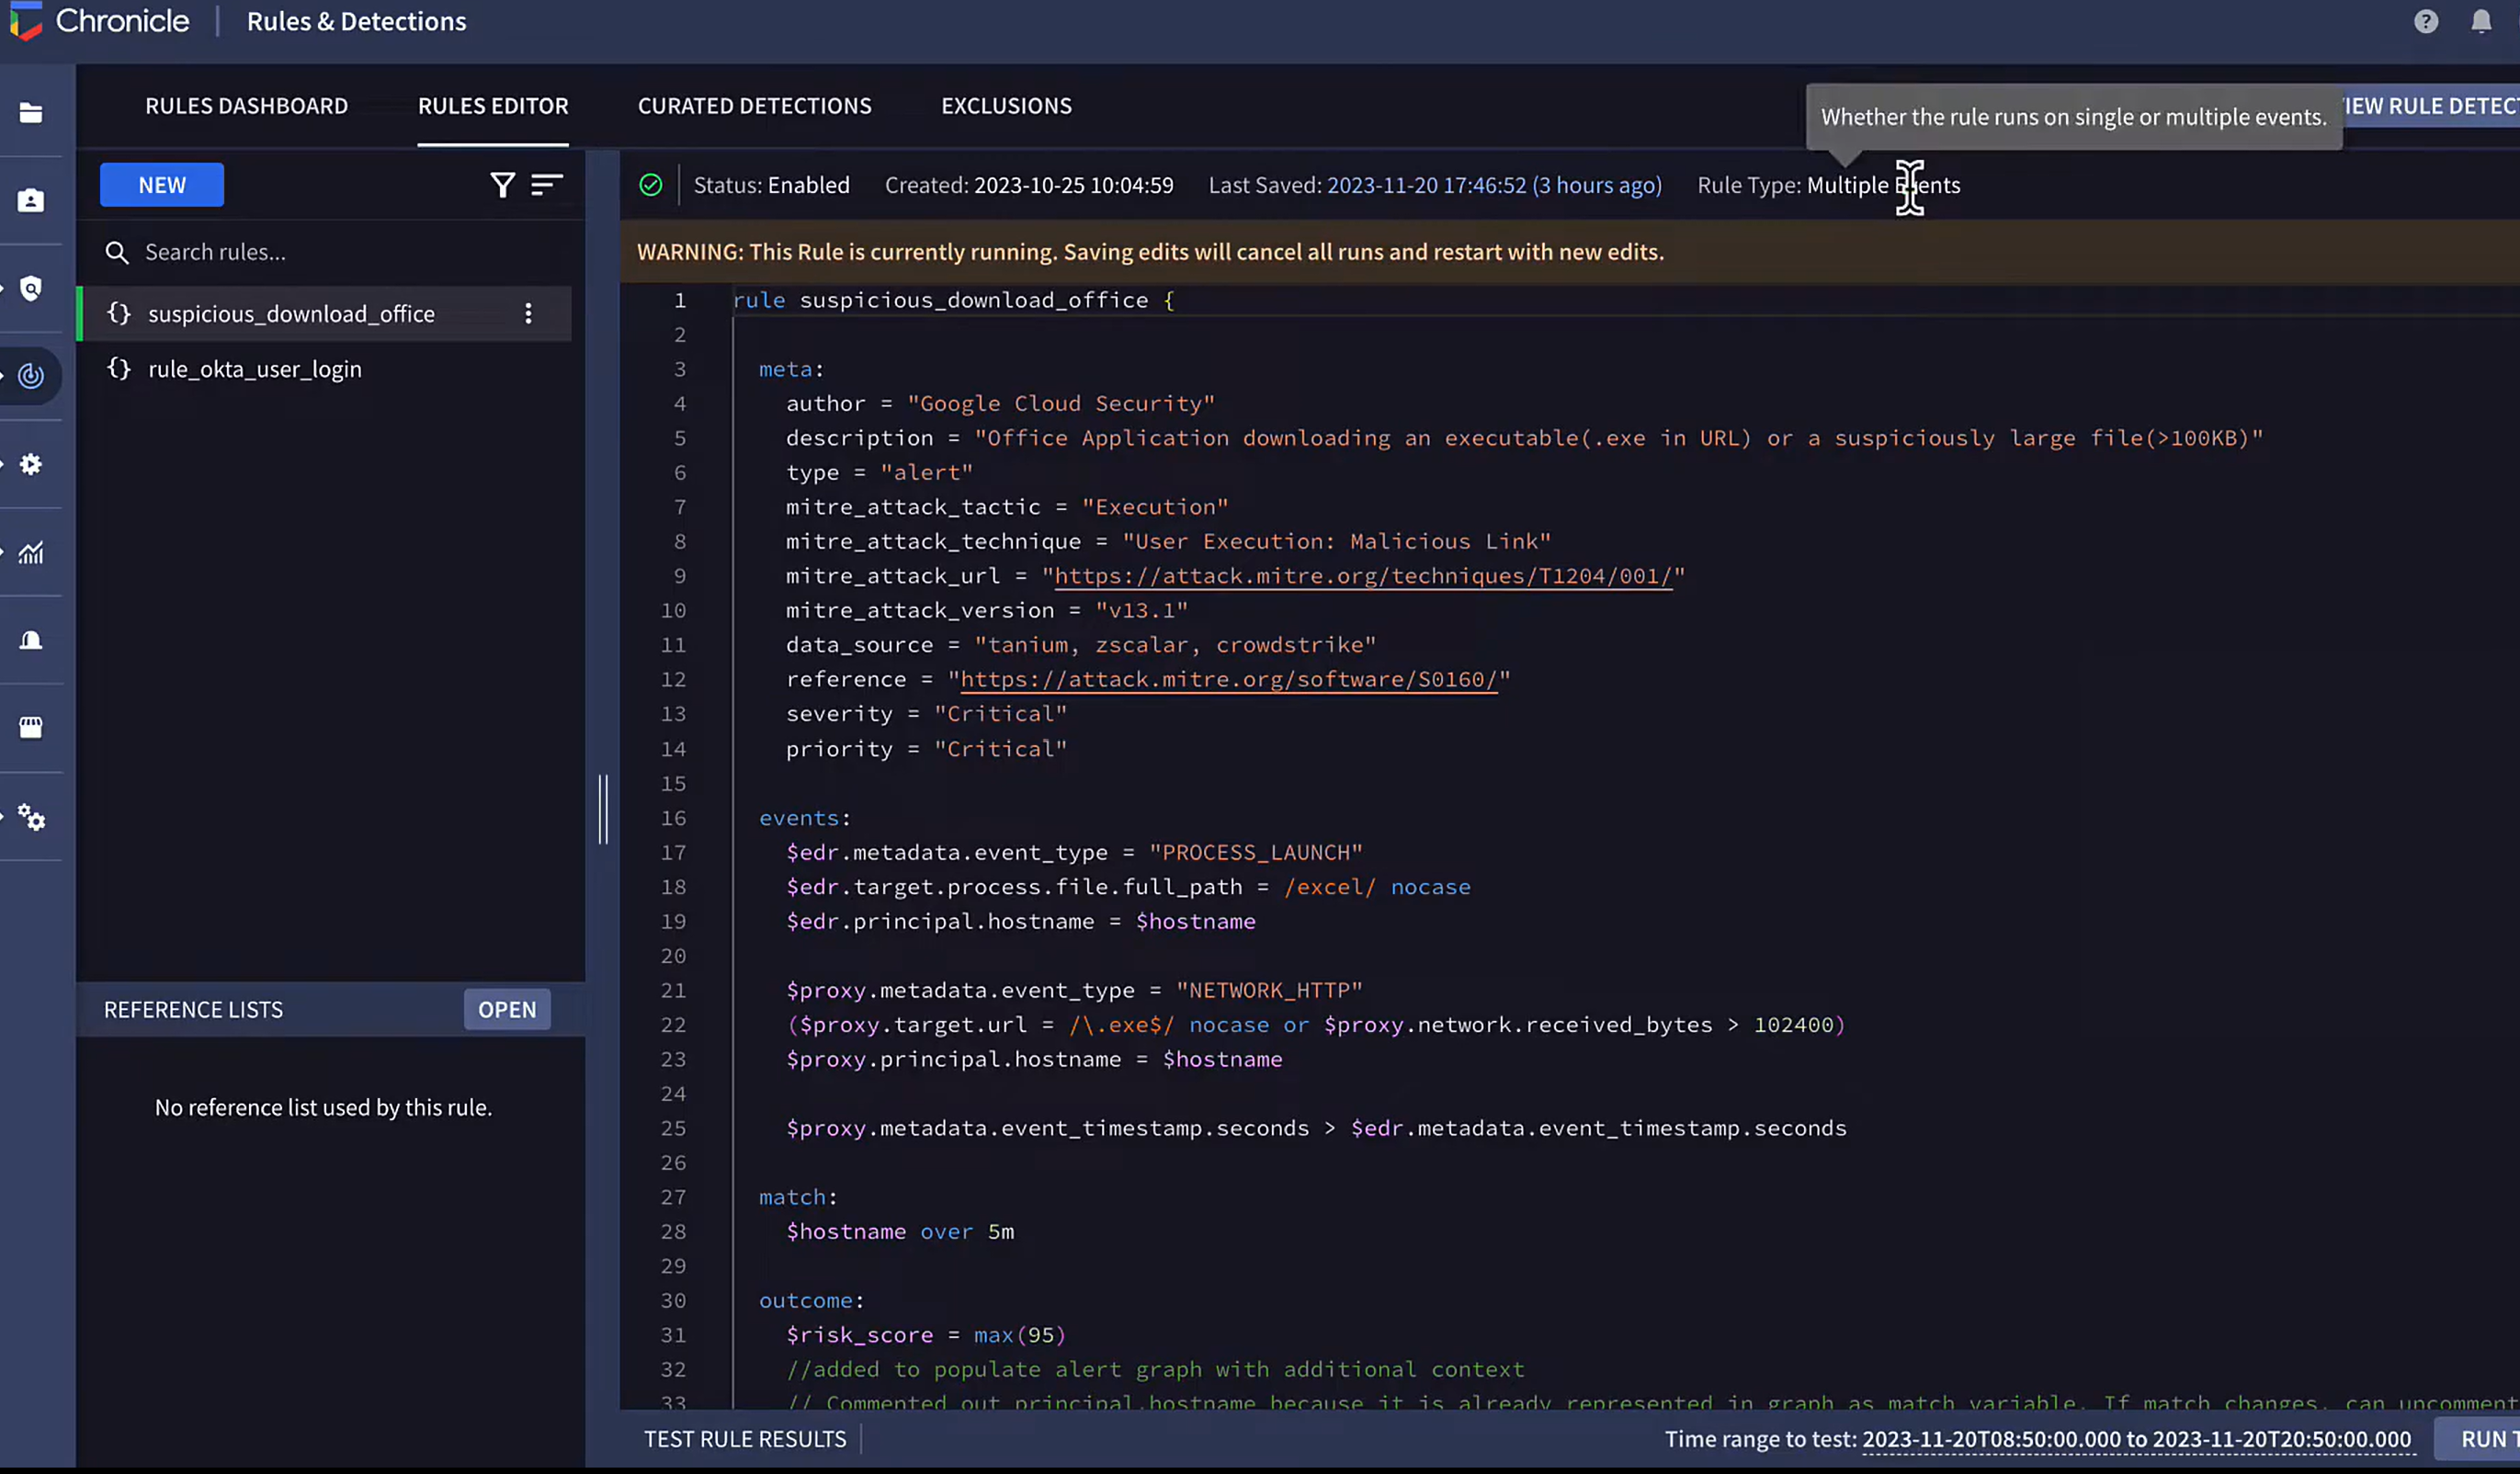 Chronicle | Rules & Detections
RULES DASHBOARD
RULES EDITOR
CURATED DETECTIONS
EXCLUSIONS
Whether the rule runs on single or multiple events.
RULE DETEC
NEW
Search rules...
{} suspicious_download_office
{} rule_okta_user_login
REFERENCE LISTS
OPEN
No reference list used by this rule.
Status: Enabled
Created: 2023-10-25 10:04:59
Last Saved: 2023-11-20 17:46:52 (3 hours ago)
Rule Type: Multiple Events
WARNING: This Rule is currently running. Saving edits will cancel all runs and restart with new edits.
1 rule suspicious_download_office {
2
3 meta:
4 author = "Google Cloud Security"
5 description = "Office Application downloading an executable(.exe in URL) or a suspiciously large file(>100KB)"
6 type = "alert"
7 mitre_attack_tactic = "Execution"
8 mitre_attack_technique = "User Execution: Malicious Link"
9 mitre_attack_url = "https://attack.mitre.org/techniques/T1204/001/"
10 mitre_attack_version = "v13.1"
11 data_source = "tanium, zscalar, crowdstrike"
12 reference = "https://attack.mitre.org/software/S0160/"
13 severity = "Critical"
14 priority = "Critical"
15
16 events:
17 $edr.metadata.event_type = "PROCESS_LAUNCH"
18 $edr.target.process.file.full_path = /excel/ nocase
19 $edr.principal.hostname = $hostname
20
21 $proxy.metadata.event_type = "NETWORK_HTTP"
22 ($proxy.target.url = /\.exe$/ nocase or $proxy.network.received_bytes > 102400)
23 $proxy.principal.hostname = $hostname
24
25 $proxy.metadata.event_timestamp.seconds > $edr.metadata.event_timestamp.seconds
26
27 match:
28 $hostname over 5m
29
30 outcome:
31 $risk_score = max(95)
32 //added to populate alert graph with additional context
33 // Commented out principal.hostname because it is already represented in graph as match variable. If match changes, can uncomment
TEST RULE RESULTS
Time range to test: 2023-11-20T08:50:00.000 to 2023-11-20T20:50:00.000
RUN